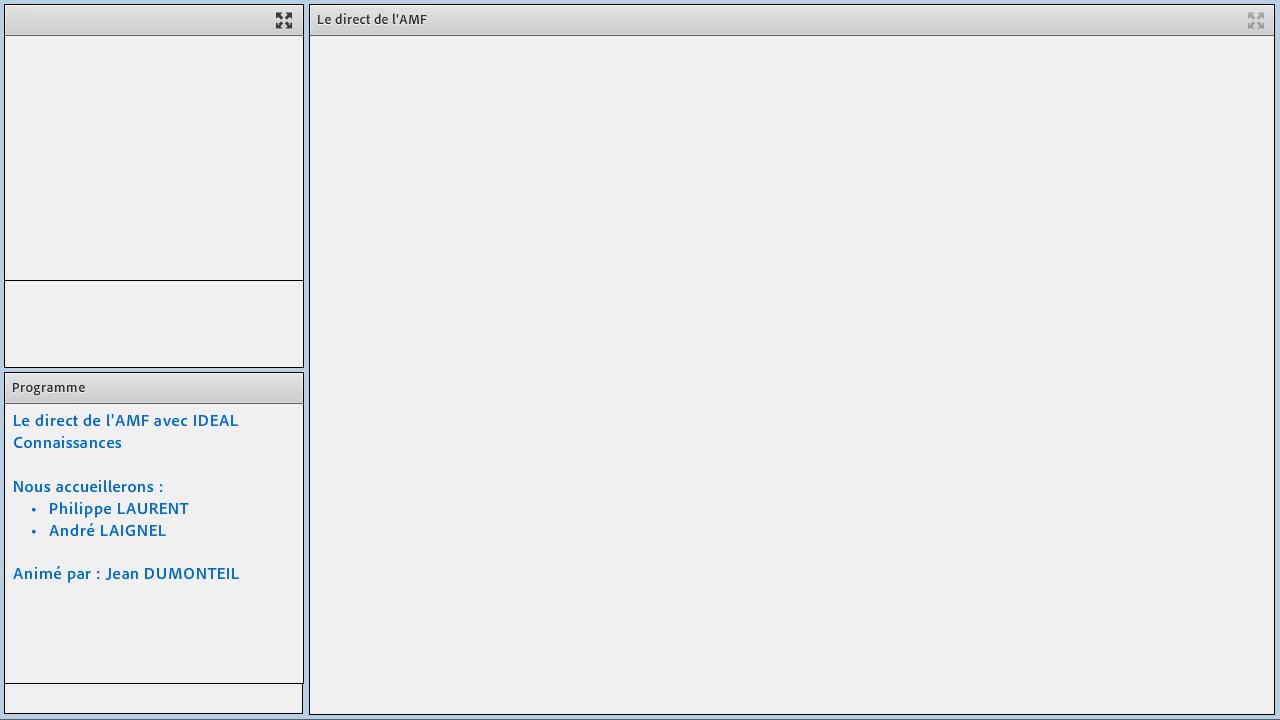 Le direct de l'AMF
Programme
Le direct de l'AMF avec IDEAL
Connaissances
Nous accueillerons :
• Philippe LAURENT
• André LAIGNEL
Animé par : Jean DUMONTEIL